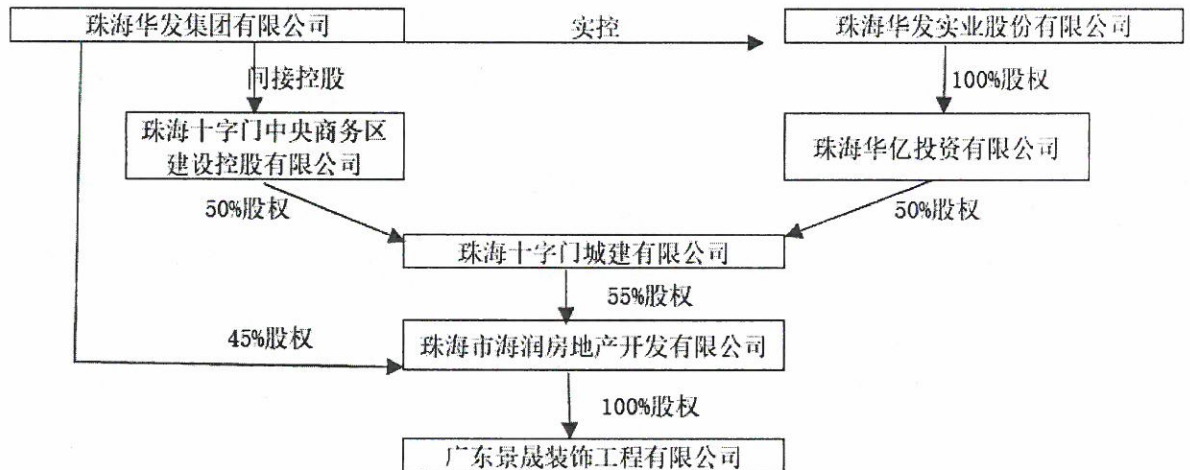 珠海华发集团有限公司
实控
珠海华发实业股份有限公司
间接控股
100%股权
珠海十字门中央商务区
建设控股有限公司
珠海华亿投资有限公司
50%股权
50%股权
珠海十字门城建有限公司
55%股权
45%股权
珠海市海润房地产开发有限公司
100%股权
广东景晟装饰工程有限公司